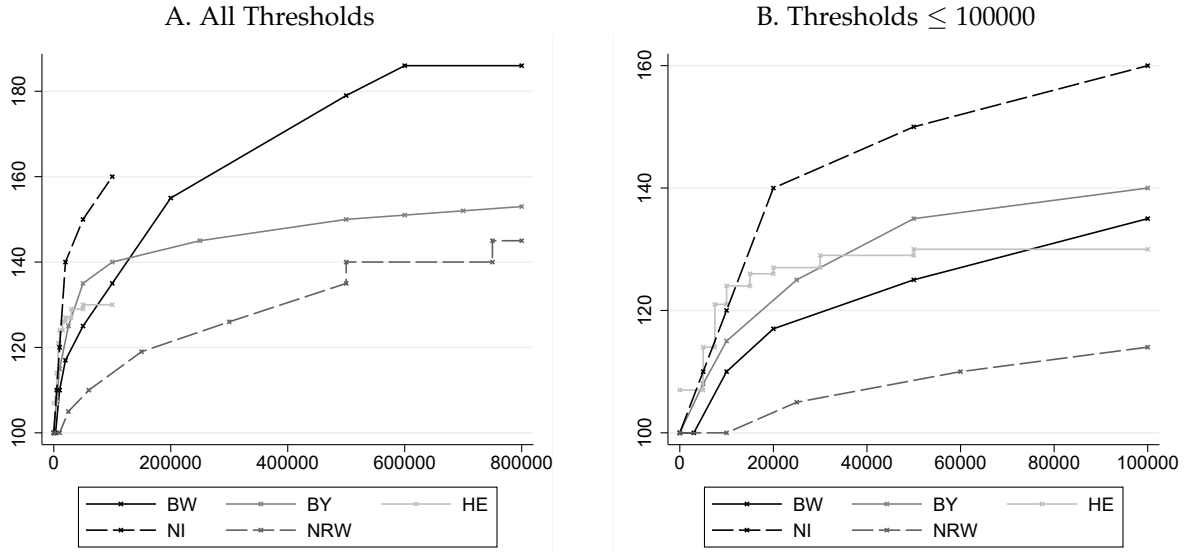 A. All Thresholds
180
160
140
120
100
0 200000 400000 600000 800000
BW BY HE
NI NRW
B. Thresholds ≤ 100000
160
140
120
100
0 20000 40000 60000 80000 100000
BW BY HE
NI NRW